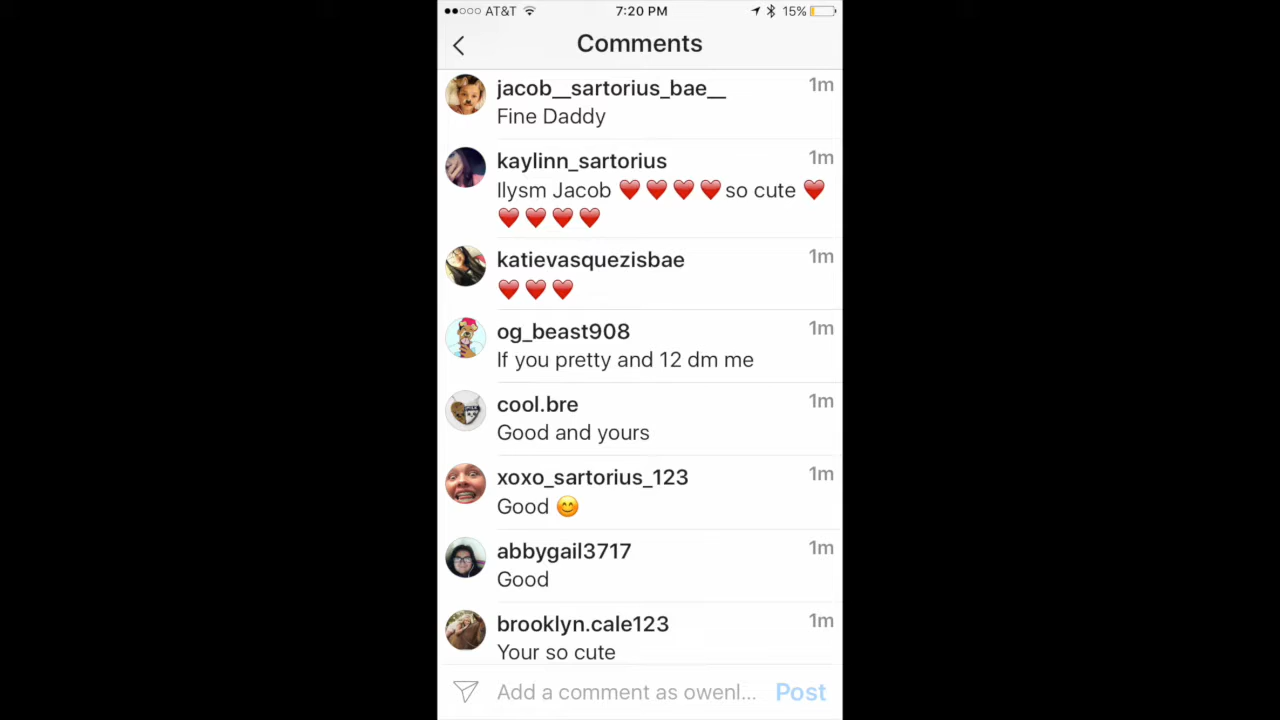 AT&T 7:20 PM 15%
Comments
jacob__sartorius_bae__ 1m
Fine Daddy
kaylinn_sartorius 1m
Ilysm Jacob ❤️❤️❤️❤️so cute ❤️
❤️❤️❤️❤️
katievasquezisbae 1m
❤️❤️❤️
og_beast908 1m
If you pretty and 12 dm me
cool.bre 1m
Good and yours
xoxo_sartorius_123 1m
Good 😊
abbygail3717 1m
Good
brooklyn.cale123 1m
Your so cute
Add a comment as owenl... Post